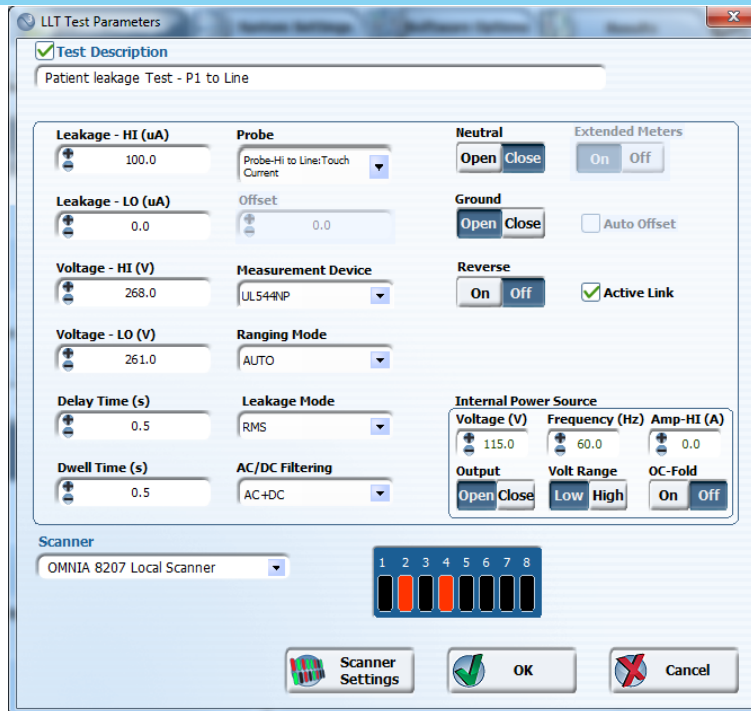 LLT Test Parameters
Test Description
Patient leakage Test - P1 to Line
Leakage - HI (uA)
100.0
Probe
Probe-Hi to Line:Touch
Current
Neutral
Open Close
Extended Meters
On Off
Leakage - LO (uA)
0.0
Offset
0.0
Ground
Open Close
Auto Offset
Voltage - HI (V)
268.0
Measurement Device
UL544NP
Reverse
On Off
Active Link
Voltage - LO (V)
261.0
Ranging Mode
AUTO
Delay Time (s)
0.5
Leakage Mode
RMS
Dwell Time (s)
0.5
AC/DC Filtering
AC+DC
Internal Power Source
Voltage (V) Frequency (Hz) Amp-HI (A)
115.0 60.0 0.0
Output Volt Range OC-Fold
Open Close Low High On Off
Scanner
OMNIA 8207 Local Scanner
1 2 3 4 5 6 7 8
Scanner
Settings
OK
Cancel